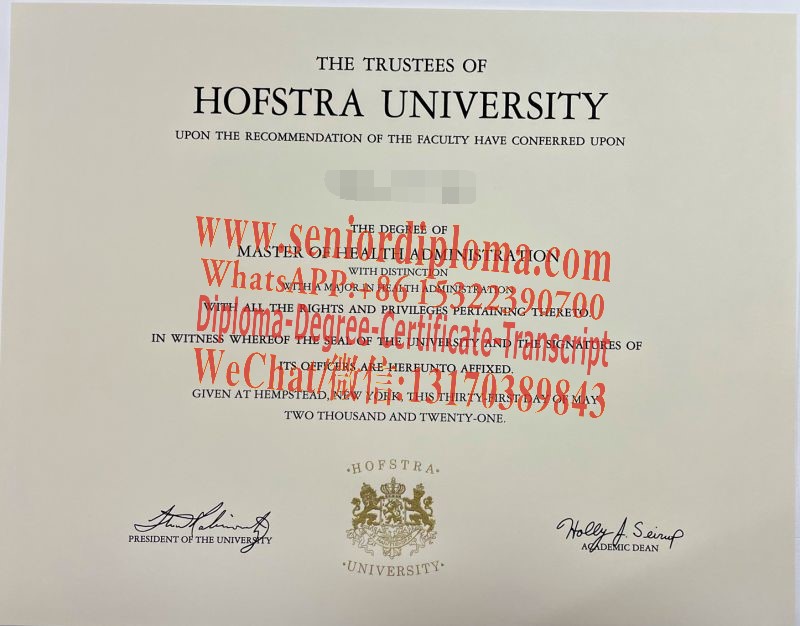 THE TRUSTEES OF
HOFSTRA UNIVERSITY
UPON THE RECOMMENDATION OF THE FACULTY HAVE CONFERRED UPON
THE DEGREE OF
www.seniordiploma.com
MASTER OF HEALTH ADMINISTRATION
WITH DISTINCTION
WhatsAPP:+86 15522390700
WITH A MAJOR IN HEALTH ADMINISTRATION
WITH ALL THE RIGHTS AND PRIVILEGES PERTAINING THERETO.
Diploma-Degree-Certificate-Transcript
IN WITNESS WHEREOF THE SEAL OF THE UNIVERSITY AND THE SIGNATURES OF
ITS OFFICERS ARE HEREUNTO AFFIXED.
WeChat/微信:13170389843
GIVEN AT HEMPSTEAD, NEW YORK, THIS THIRTY-FIRST DAY OF MAY
TWO THOUSAND AND TWENTY-ONE.
·HOFSTRA·
·UNIVERSITY·
PRESIDENT OF THE UNIVERSITY
Holly J. Seirup
ACADEMIC DEAN